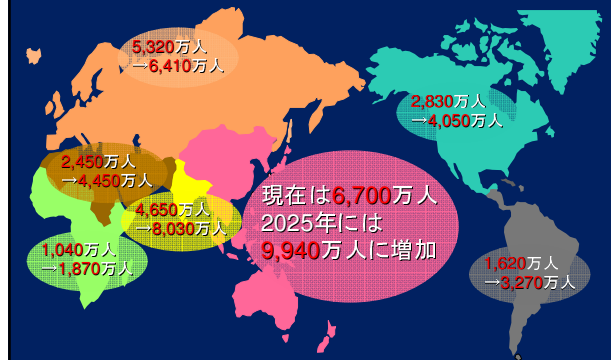 5,320万人
→6,410万人
2,830万人
→4,050万人
2,450万人
→4,450万人
4,650万人
→8,030万人
現在は6,700万人
2025年には
9,940万人に増加
1,040万人
→1,870万人
1,620万人
→3,270万人